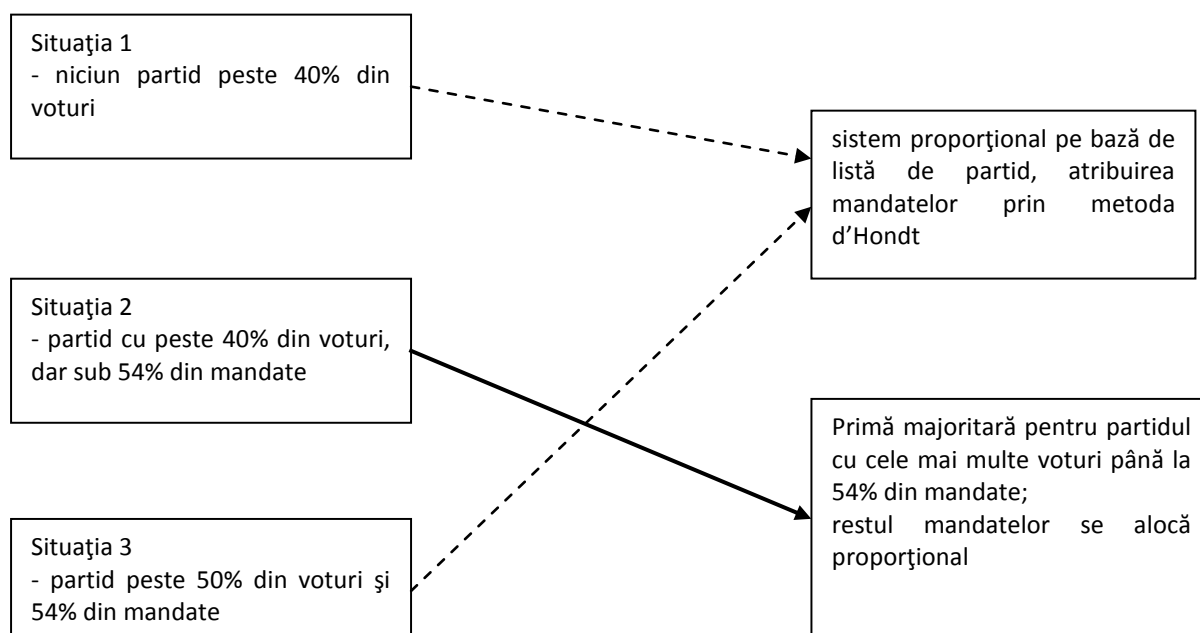 Situaţia 1
- niciun partid peste 40% din
voturi
sistem proporţional pe bază de
listă de partid, atribuirea
mandatelor prin metoda
d’Hondt
Situaţia 2
- partid cu peste 40% din voturi,
dar sub 54% din mandate
Primă majoritară pentru partidul
cu cele mai multe voturi până la
54% din mandate;
restul mandatelor se alocă
proporţional
Situaţia 3
- partid peste 50% din voturi şi
54% din mandate